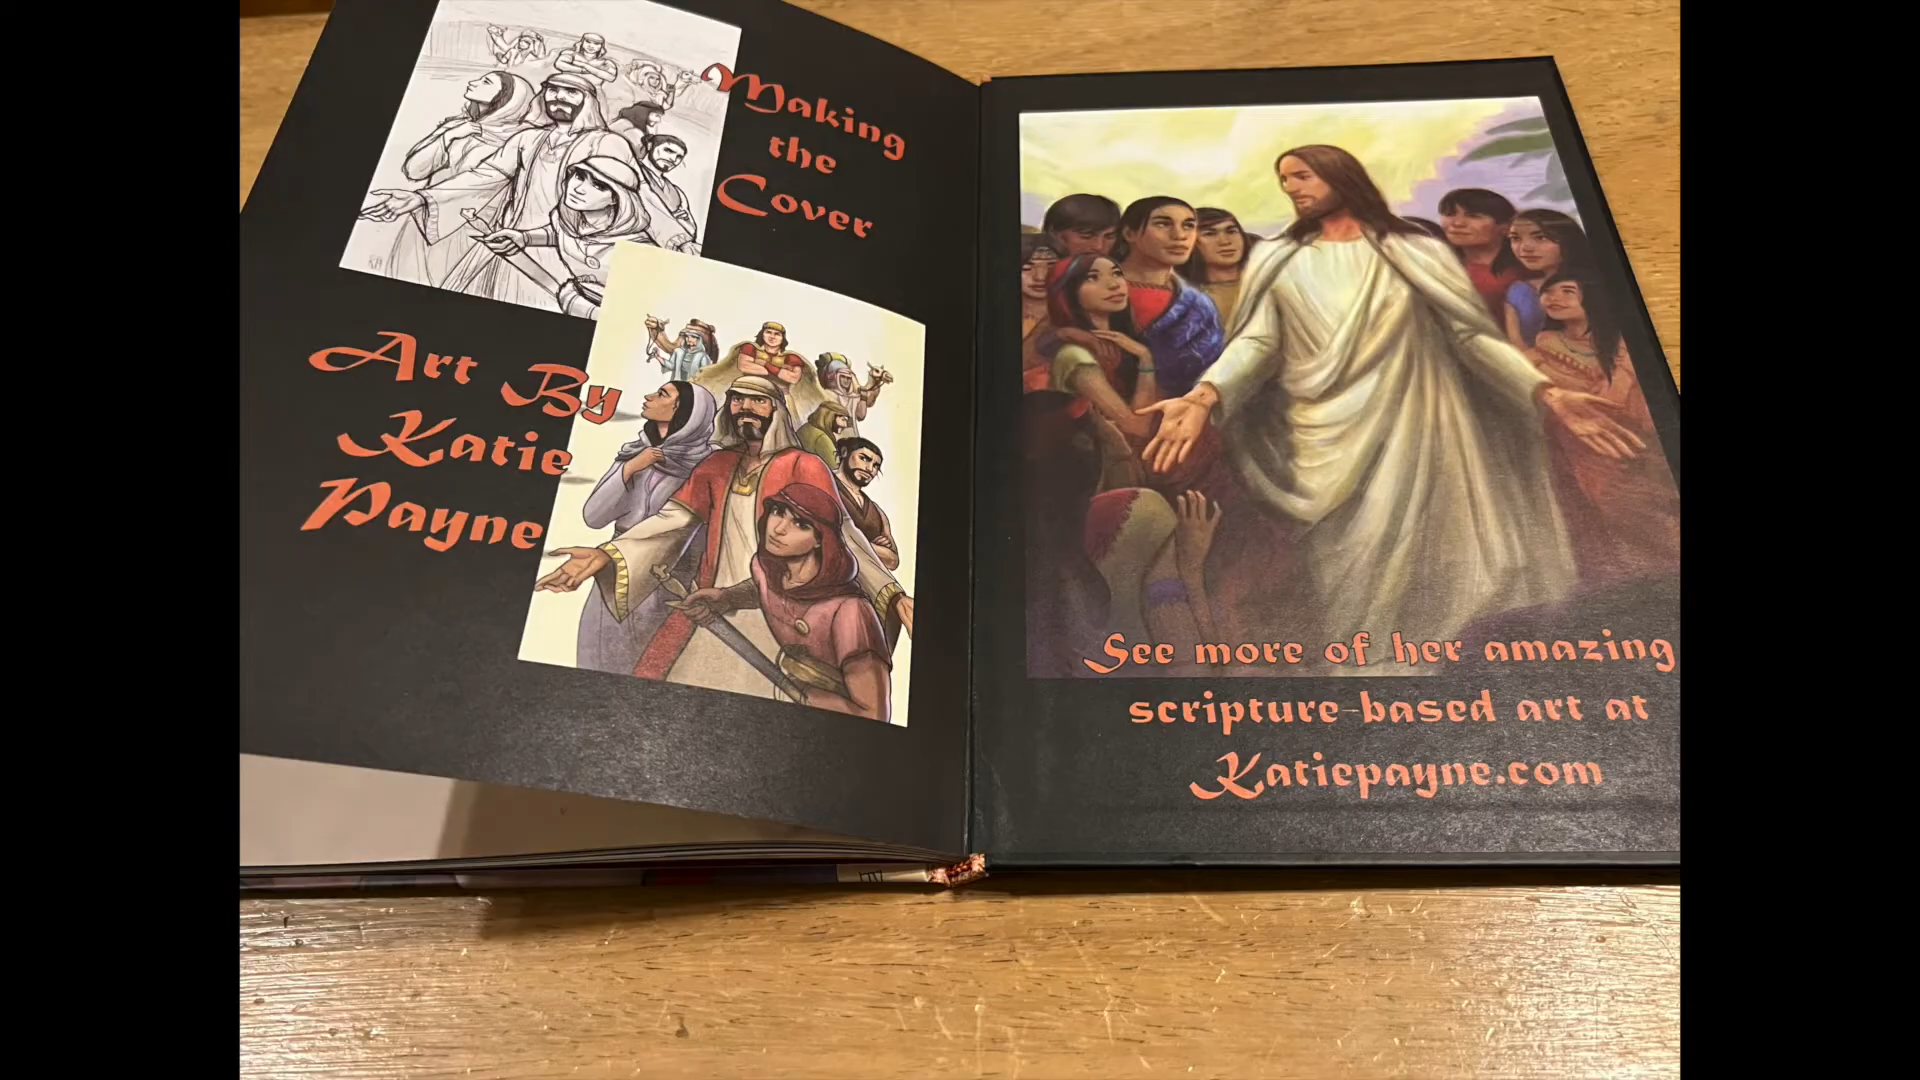 Making
the
Cover
Art By
Katie
Payne
See more of her amazing
scripture-based art at
Katiepayne.com